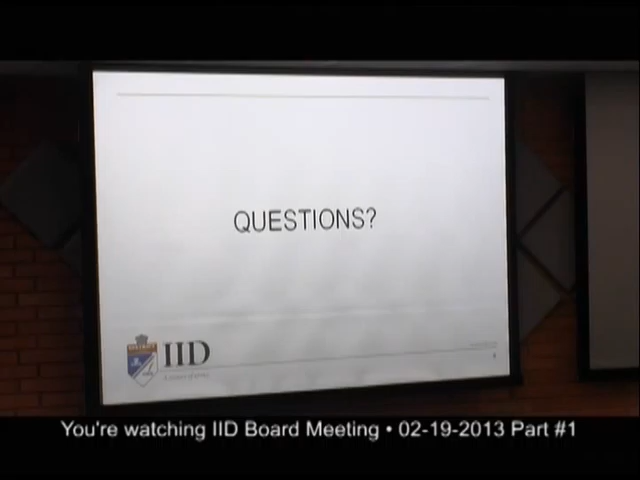 QUESTIONS?
IID
You're watching IID Board Meeting • 02-19-2013 Part #1